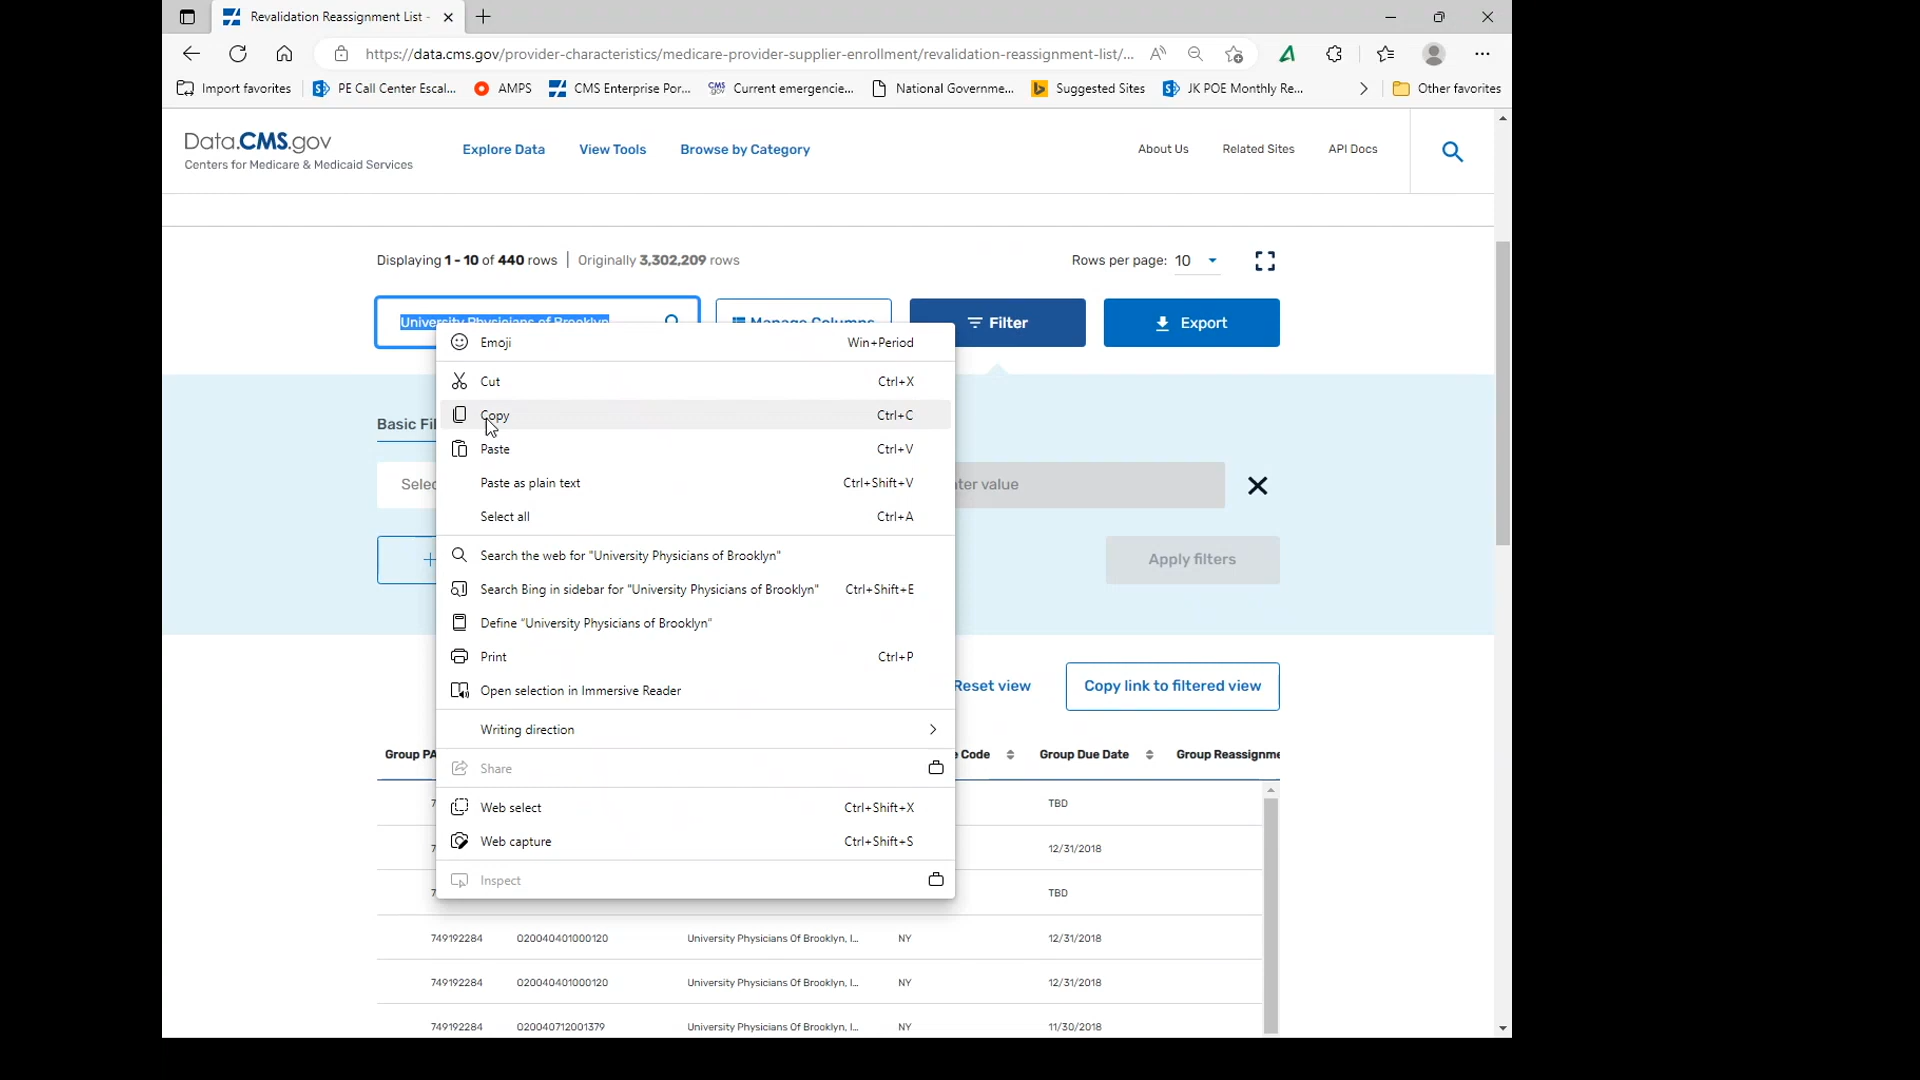 Revalidation Reassignment List -
https://data.cms.gov/provider-characteristics/medicare-provider-supplier-enrollment/revalidation-reassignment-list/...
Import favorites PE Call Center Escal... AMPS CMS Enterprise Por... Current emergencie... National Governme... Suggested Sites JK POE Monthly Re... Other favorites
Data.CMS.gov
Centers for Medicare & Medicaid Services
Explore Data View Tools Browse by Category About Us Related Sites API Docs
Displaying 1 - 10 of 440 rows Originally 3,302,209 rows Rows per page: 10
University Physicians of Brooklyn Manage Columns Filter Export
Emoji Win+Period
Cut Ctrl+X
Copy Ctrl+C
Basic Fil
Paste Ctrl+V
Selec ter value
Paste as plain text Ctrl+Shift+V
Select all Ctrl+A
Search the web for "University Physicians of Brooklyn"
Apply filters
Search Bing in sidebar for "University Physicians of Brooklyn" Ctrl+Shift+E
Define "University Physicians of Brooklyn"
Print Ctrl+P
Open selection in Immersive Reader
Reset view Copy link to filtered view
Writing direction
Group PA e Code Group Due Date Group Reassignme
Share
7 TBD
Web select Ctrl+Shift+X
Web capture Ctrl+Shift+S
7 12/31/2018
Inspect
7 TBD
749192284 O20040401000120 University Physicians Of Brooklyn, I... NY 12/31/2018
749192284 O20040401000120 University Physicians Of Brooklyn, I... NY 12/31/2018
749192284 O20040712001379 University Physicians Of Brooklyn, I... NY 11/30/2018